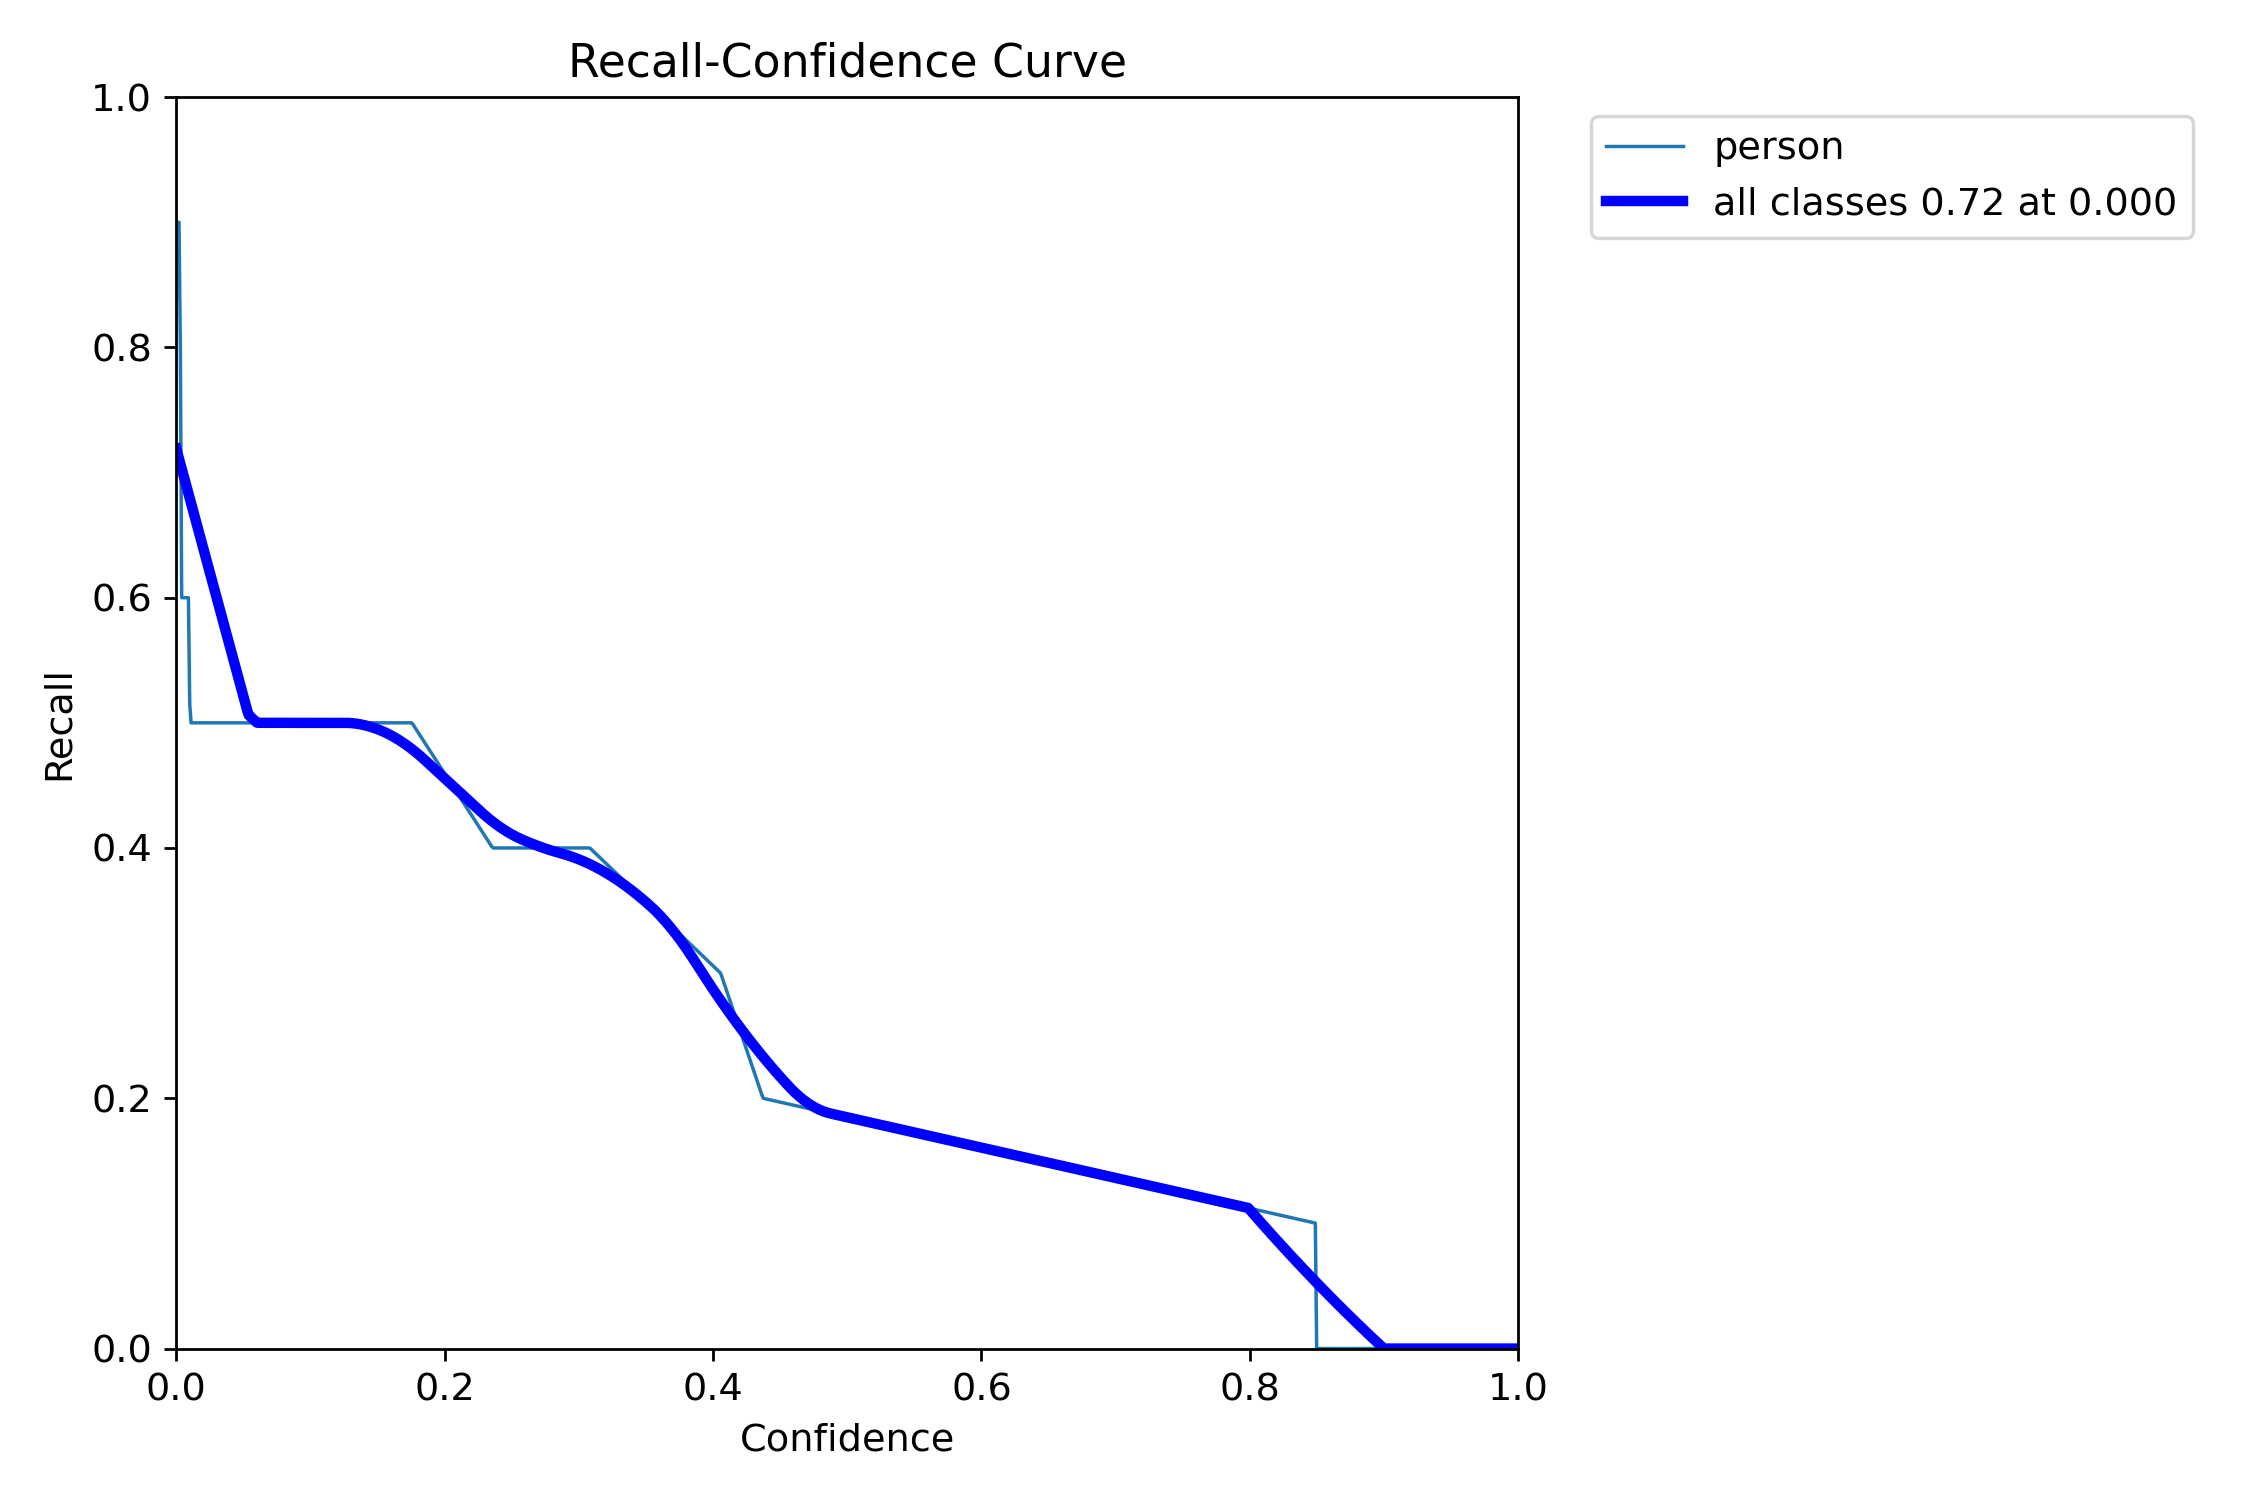 Recall-Confidence Curve
1.0
0.8
0.6
0.4
0.2
0.0
Recall
0.0 0.2 0.4 0.6 0.8 1.0
Confidence
person
all classes 0.72 at 0.000